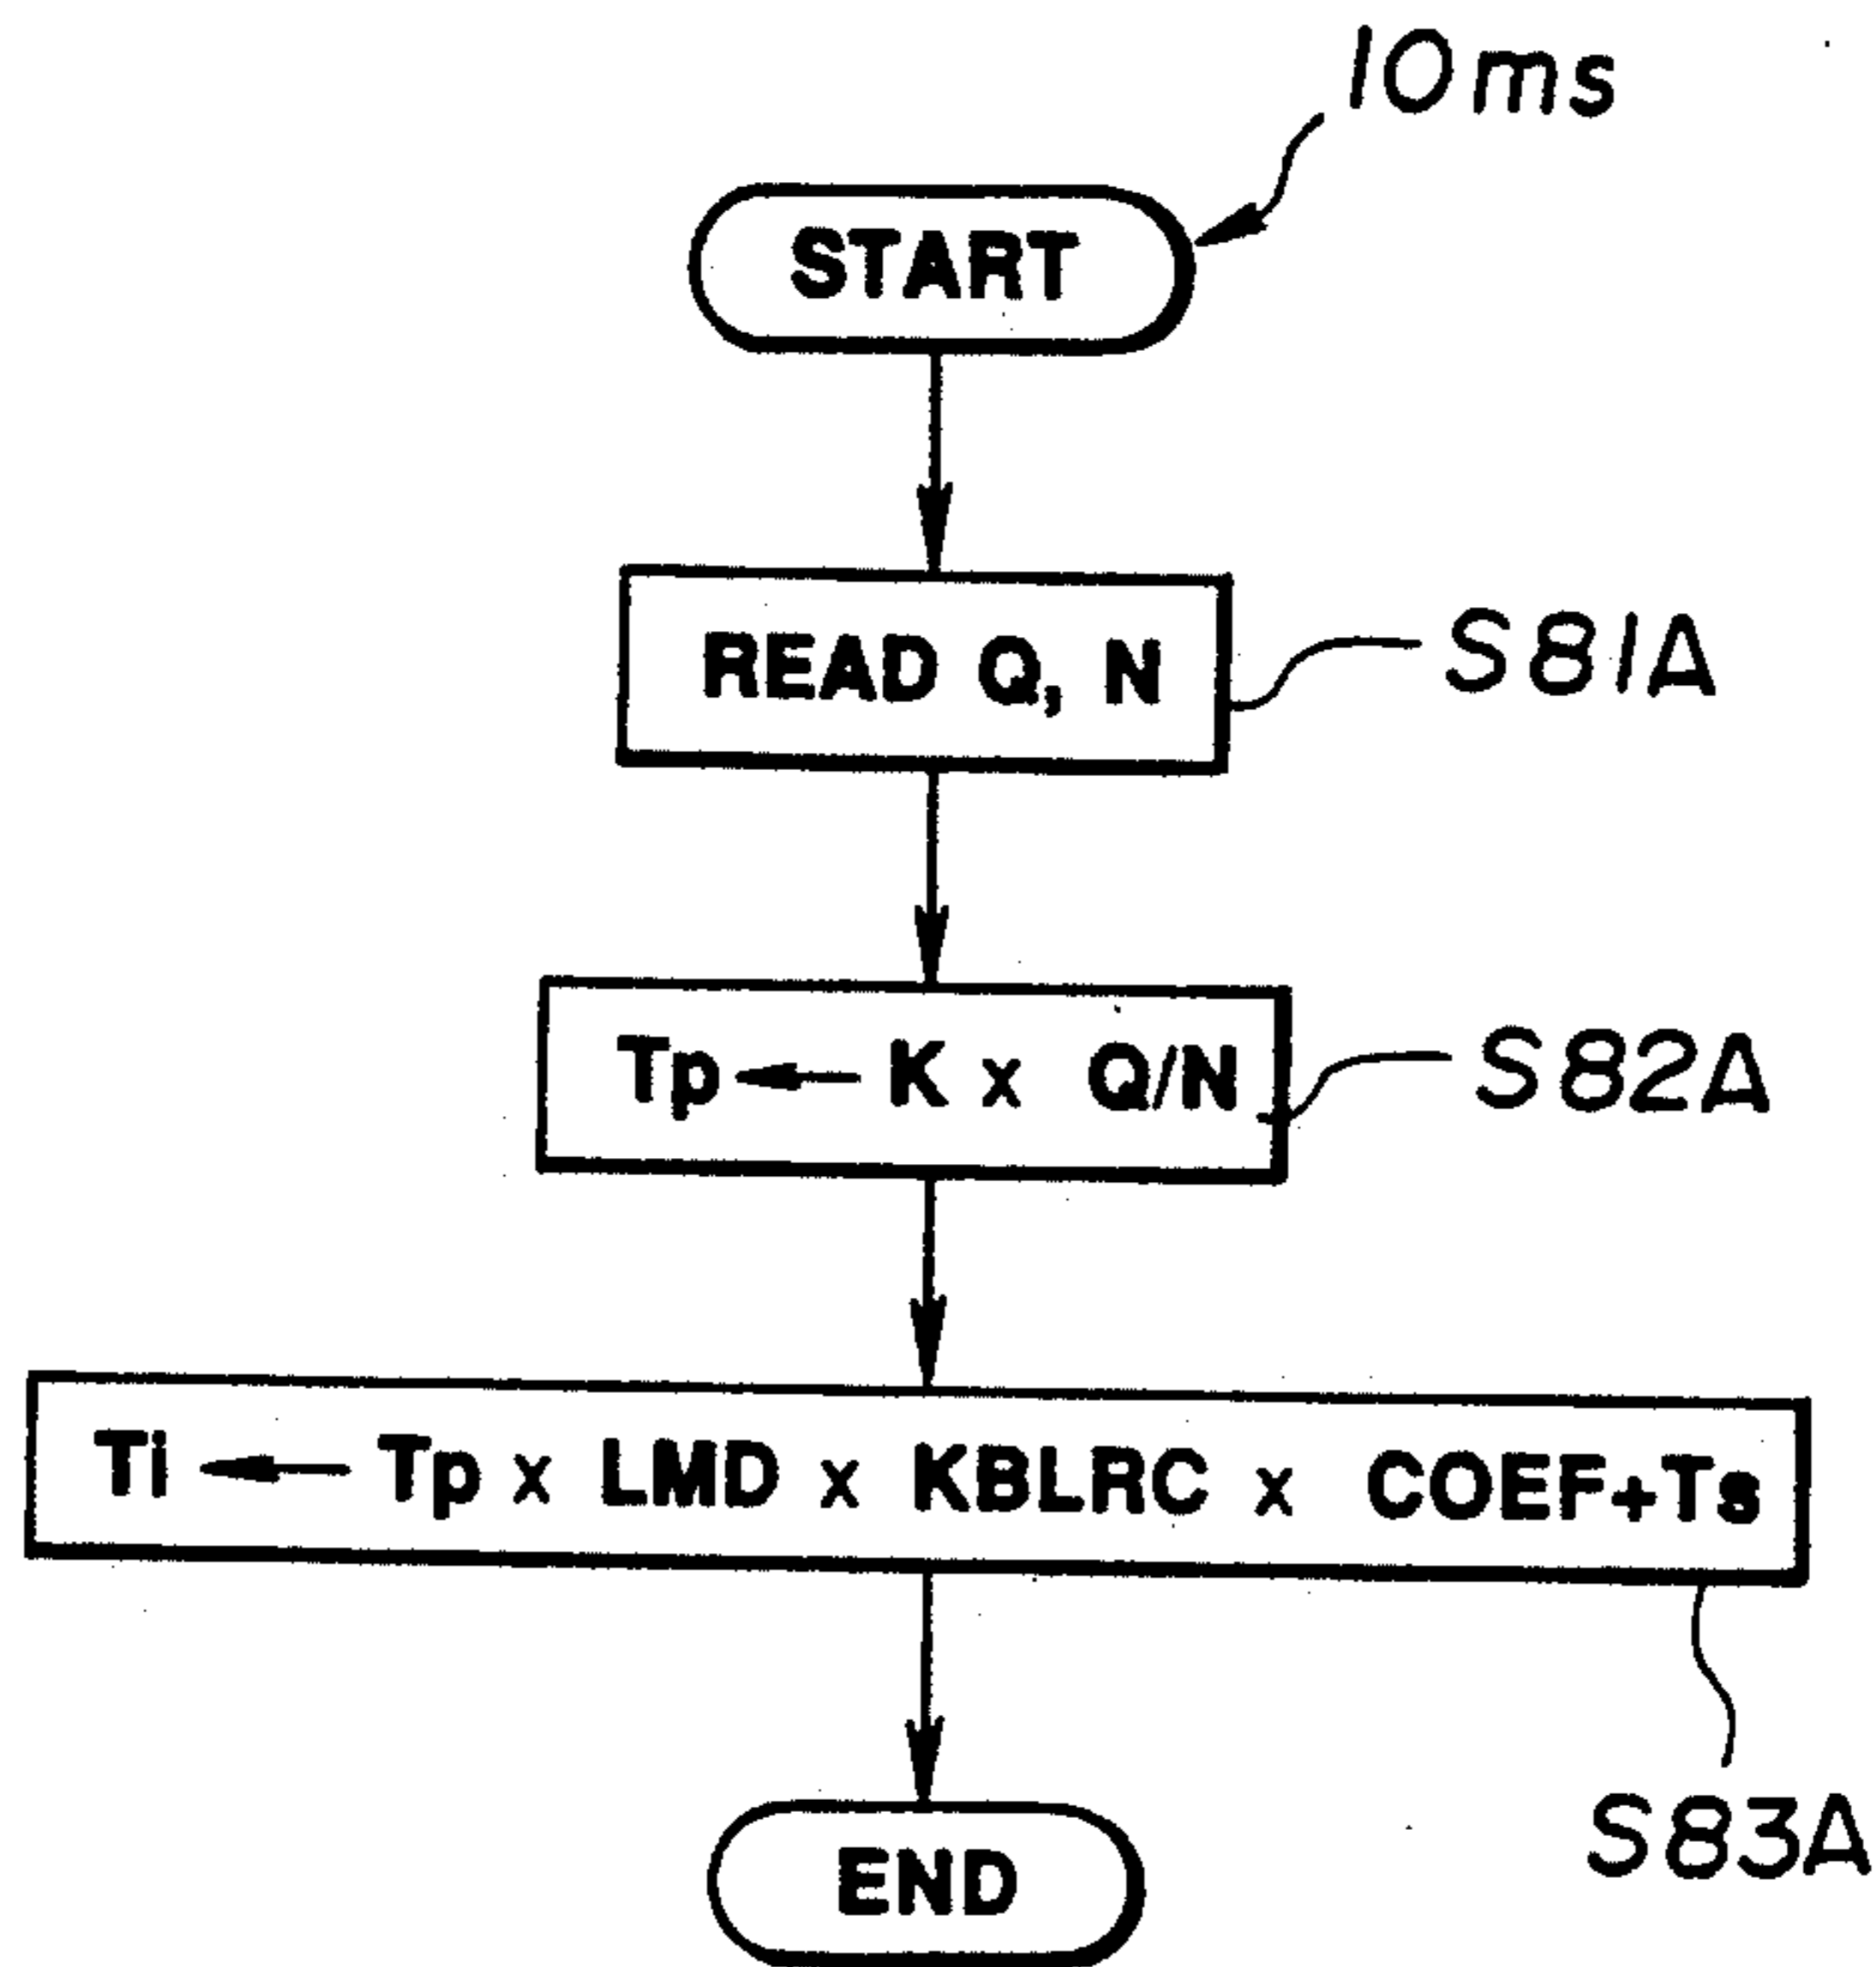 10ms
START
READ Q, N
S81A
Tp ← K x Q/N
S82A
Ti ← Tp x LMD x KBLRC x COEF+Ts
S83A
END